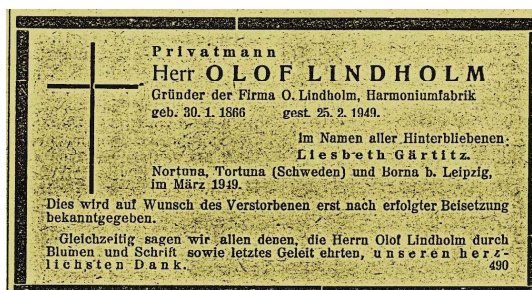 Privatmann
Herr OLOF LINDHOLM
Gründer der Firma O. Lindholm, Harmoniumfabrik
geb. 30. 1. 1866 gest. 25. 2. 1949.
Im Namen aller Hinterbliebenen:
Liesbeth Gärtitz.
Nortuna, Tortuna (Schweden) und Borna b. Leipzig,
im März 1949.
Dies wird auf Wunsch des Verstorbenen erst nach erfolgter Beisetzung
bekanntgegeben.
Gleichzeitig sagen wir allen denen, die Herrn Olof Lindholm durch
Blumen und Schrift sowie letztes Geleit ehrten, unseren herz-
lichsten Dank. 490